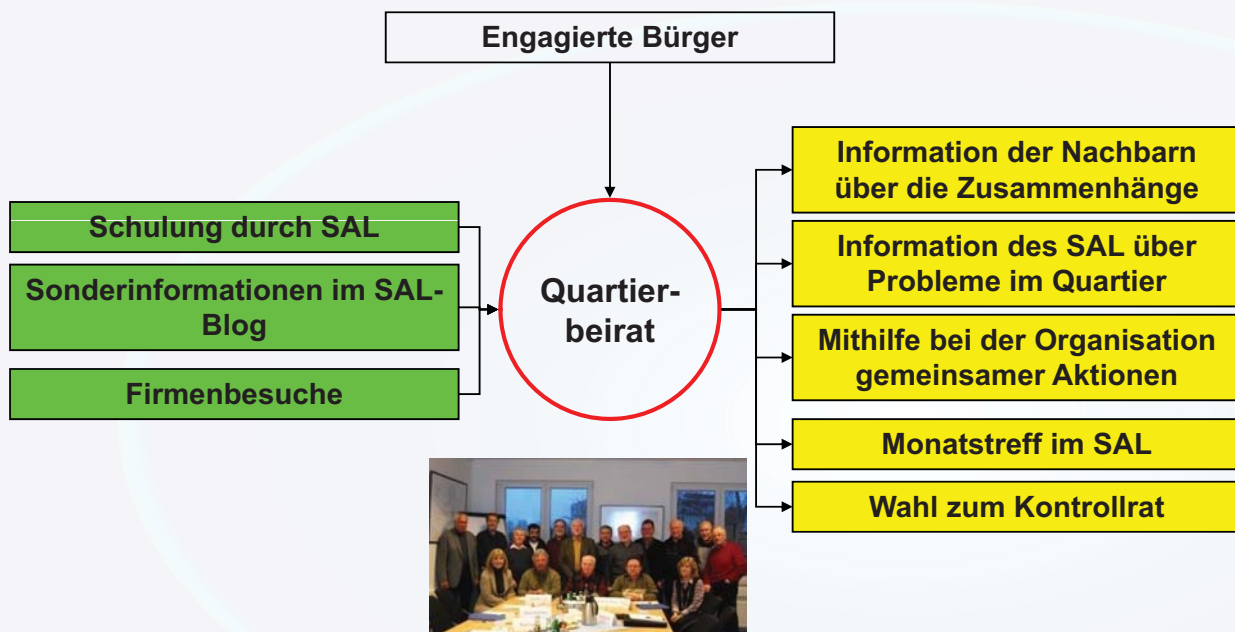 Engagierte Bürger
Schulung durch SAL
Sonderinformationen im SAL-
Blog
Firmenbesuche
Quartier-
beirat
Information der Nachbarn
über die Zusammenhänge
Information des SAL über
Probleme im Quartier
Mithilfe bei der Organisation
gemeinsamer Aktionen
Monatstreff im SAL
Wahl zum Kontrollrat